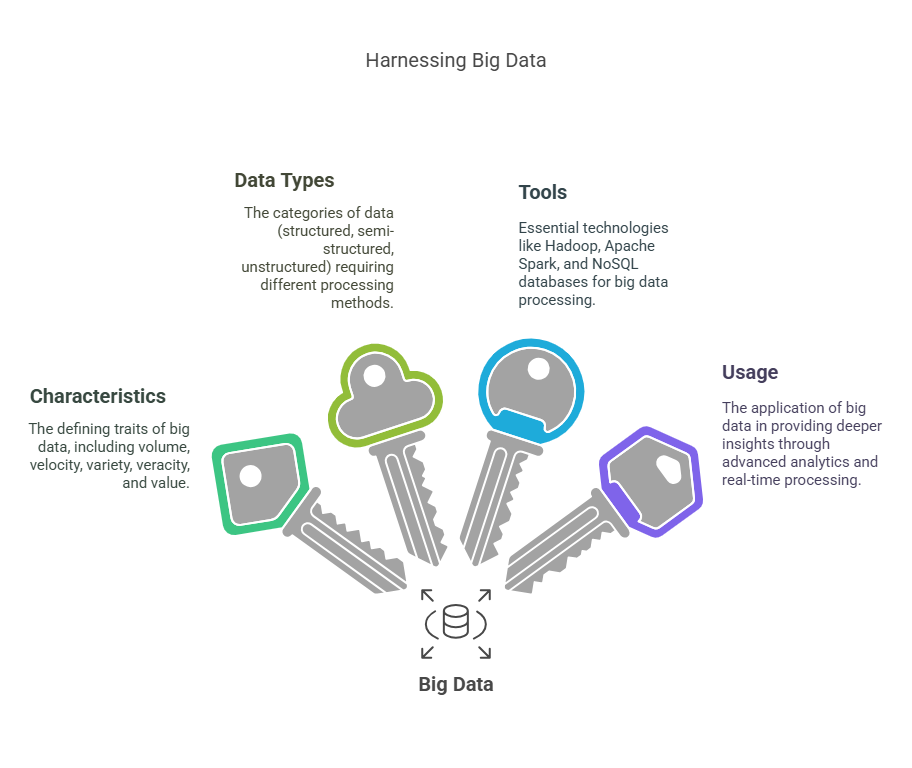 Harnessing Big Data
Data Types
The categories of data
(structured, semi-
structured,
unstructured) requiring
different processing
methods.
Tools
Essential technologies
like Hadoop, Apache
Spark, and NoSQL
databases for big data
processing.
Characteristics
The defining traits of big
data, including volume,
velocity, variety, veracity,
and value.
Usage
The application of big
data in providing deeper
insights through
advanced analytics and
real-time processing.
Big Data